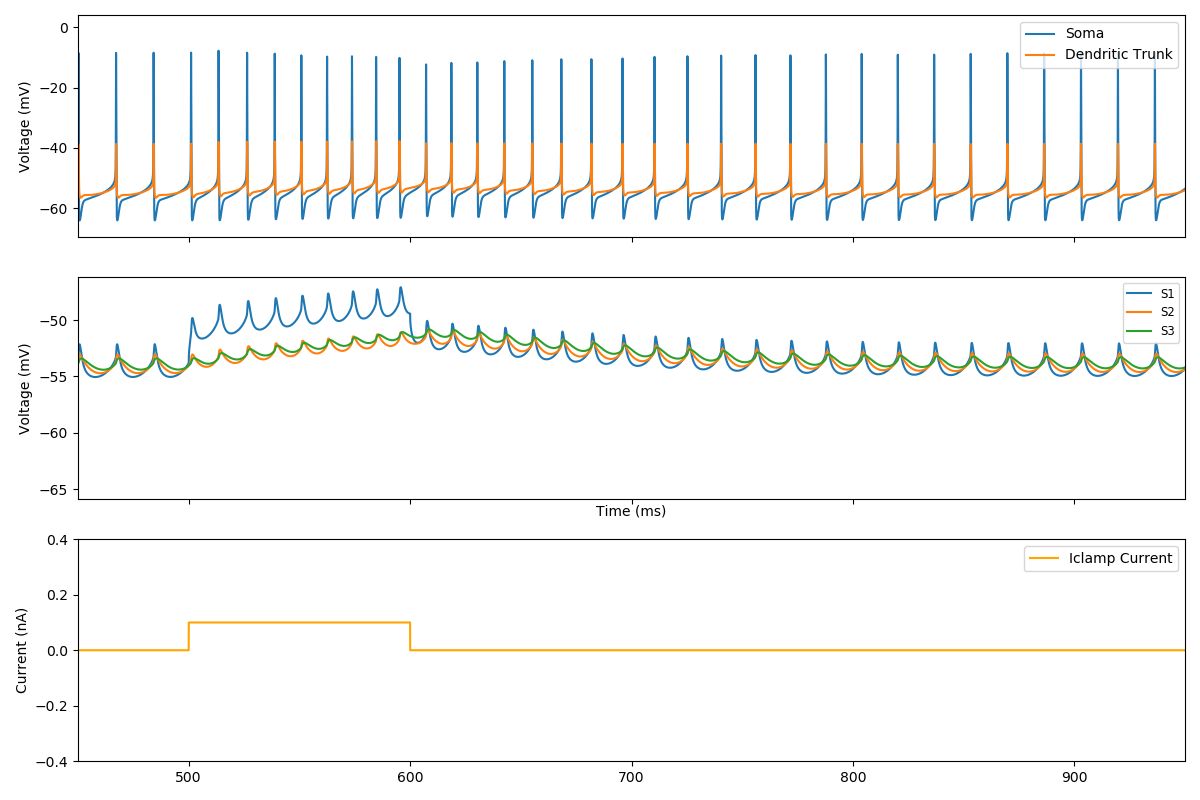 0
−20
−40
−60
Voltage (mV)
Soma
Dendritic Trunk
−50
−55
−60
−65
Voltage (mV)
S1
S2
S3
Time (ms)
0.4
0.2
0.0
−0.2
−0.4
Current (nA)
Iclamp Current
500 600 700 800 900